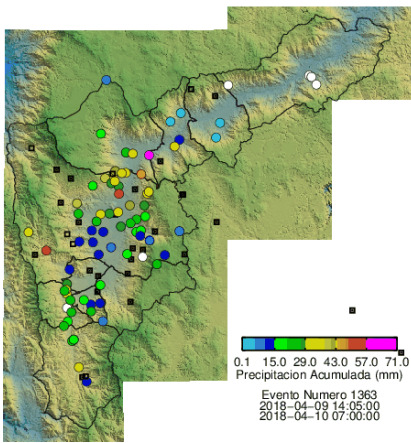 0.1 15.0 29.0 43.0 57.0 71.0
Precipitacion Acumulada (mm)
Evento Numero 1363
2018-04-09 14:05:00
2018-04-10 07:00:00